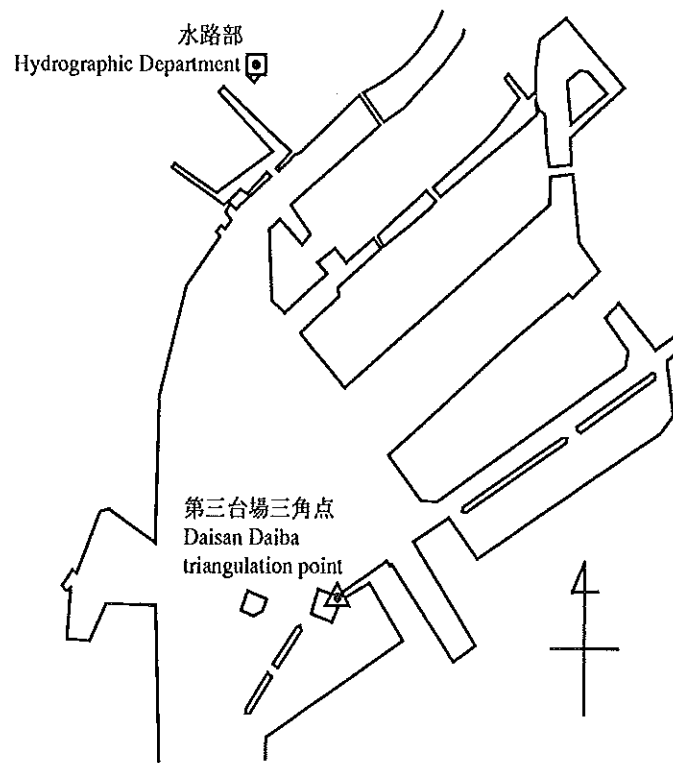 水路部
Hydrographic Department
第三台場三角点
Daisan Daiba
triangulation point